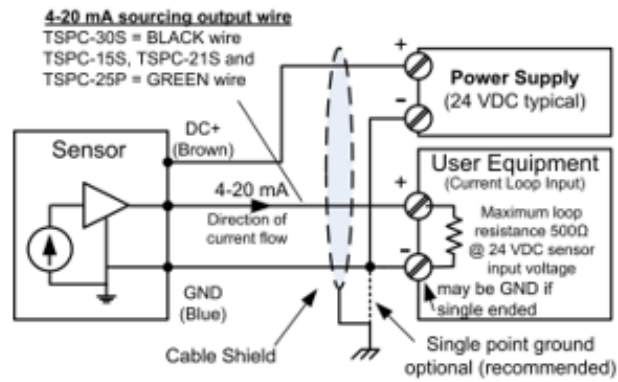 4-20 mA sourcing output wire
TSPC-30S = BLACK wire
TSPC-15S, TSPC-21S and
TSPC-25P = GREEN wire
+
Power Supply
(24 VDC typical)
-
DC+
(Brown)
Sensor
User Equipment
(Current Loop Input)
+
4-20 mA
Direction of
current flow
Maximum loop
resistance 500Ω
@ 24 VDC sensor
input voltage
-
may be GND if
single ended
GND
(Blue)
Cable Shield
Single point ground
optional (recommended)